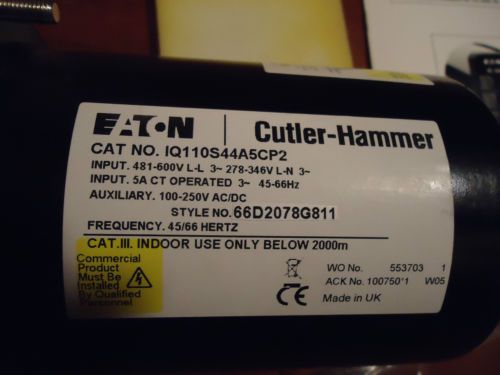 EATON Cutler-Hammer
CAT NO. IQ110S44A5CP2
INPUT. 481-600V L-L 3~ 278-346V L-N 3~
INPUT. 5A CT OPERATED 3~ 45-66Hz
AUXILIARY. 100-250V AC/DC
STYLE NO. 66D2078G811
FREQUENCY. 45/66 HERTZ
CAT.III. INDOOR USE ONLY BELOW 2000m
Commercial
Product
Must Be
Installed
By Qualified
Personnel
WO No. 553703 1
ACK No. 100750*1 W05
CE Made in UK